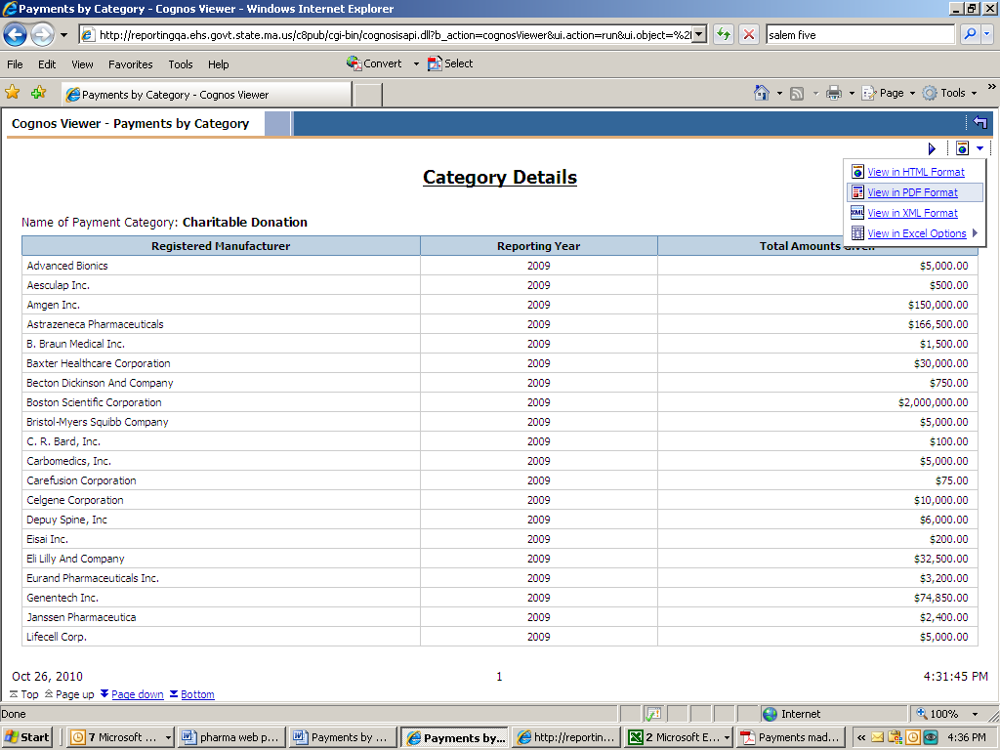 Payments by Category - Cognos Viewer - Windows Internet Explorer
http://reportingqa.ehs.govt.state.ma.us/c8pub/cgi-bin/cognosisapi.dll?b_action=cognosViewer&ui.action=run&ui.object=%2
salem five
File Edit View Favorites Tools Help Convert Select
Payments by Category - Cognos Viewer Page Tools »
Cognos Viewer - Payments by Category
View in HTML Format
View in PDF Format
XML View in XML Format
View in Excel Options
Category Details
Name of Payment Category: Charitable Donation
Registered Manufacturer Reporting Year Total Amounts
Advanced Bionics 2009 $5,000.00
Aesculap Inc. 2009 $500.00
Amgen Inc. 2009 $150,000.00
Astrazeneca Pharmaceuticals 2009 $166,500.00
B. Braun Medical Inc. 2009 $1,500.00
Baxter Healthcare Corporation 2009 $30,000.00
Becton Dickinson And Company 2009 $750.00
Boston Scientific Corporation 2009 $2,000,000.00
Bristol-Myers Squibb Company 2009 $5,000.00
C. R. Bard, Inc. 2009 $100.00
Carbomedics, Inc. 2009 $5,000.00
Carefusion Corporation 2009 $75.00
Celgene Corporation 2009 $10,000.00
Depuy Spine, Inc 2009 $6,000.00
Eisai Inc. 2009 $200.00
Eli Lilly And Company 2009 $32,500.00
Eurand Pharmaceuticals Inc. 2009 $3,200.00
Genentech Inc. 2009 $74,850.00
Janssen Pharmaceutica 2009 $2,400.00
Lifecell Corp. 2009 $5,000.00
Oct 26, 2010 1 4:31:45 PM
Top Page up Page down Bottom
Done Internet 100%
Start 7 Microsoft ... pharma web p... Payments by ... Payments by... http://reportin... 2 Microsoft E... Payments mad... « 4:36 PM